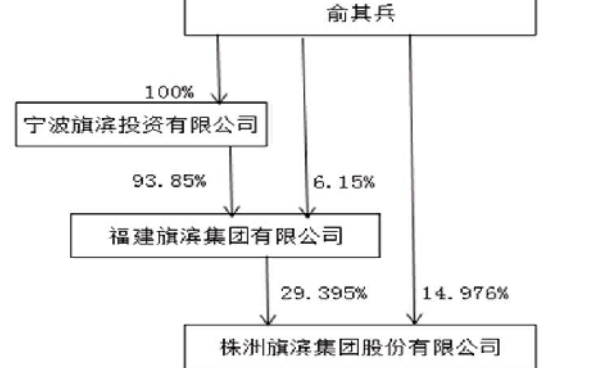 俞其兵
100%
宁波旗滨投资有限公司
93.85%
6.15%
福建旗滨集团有限公司
29.395%
14.976%
株洲旗滨集团股份有限公司